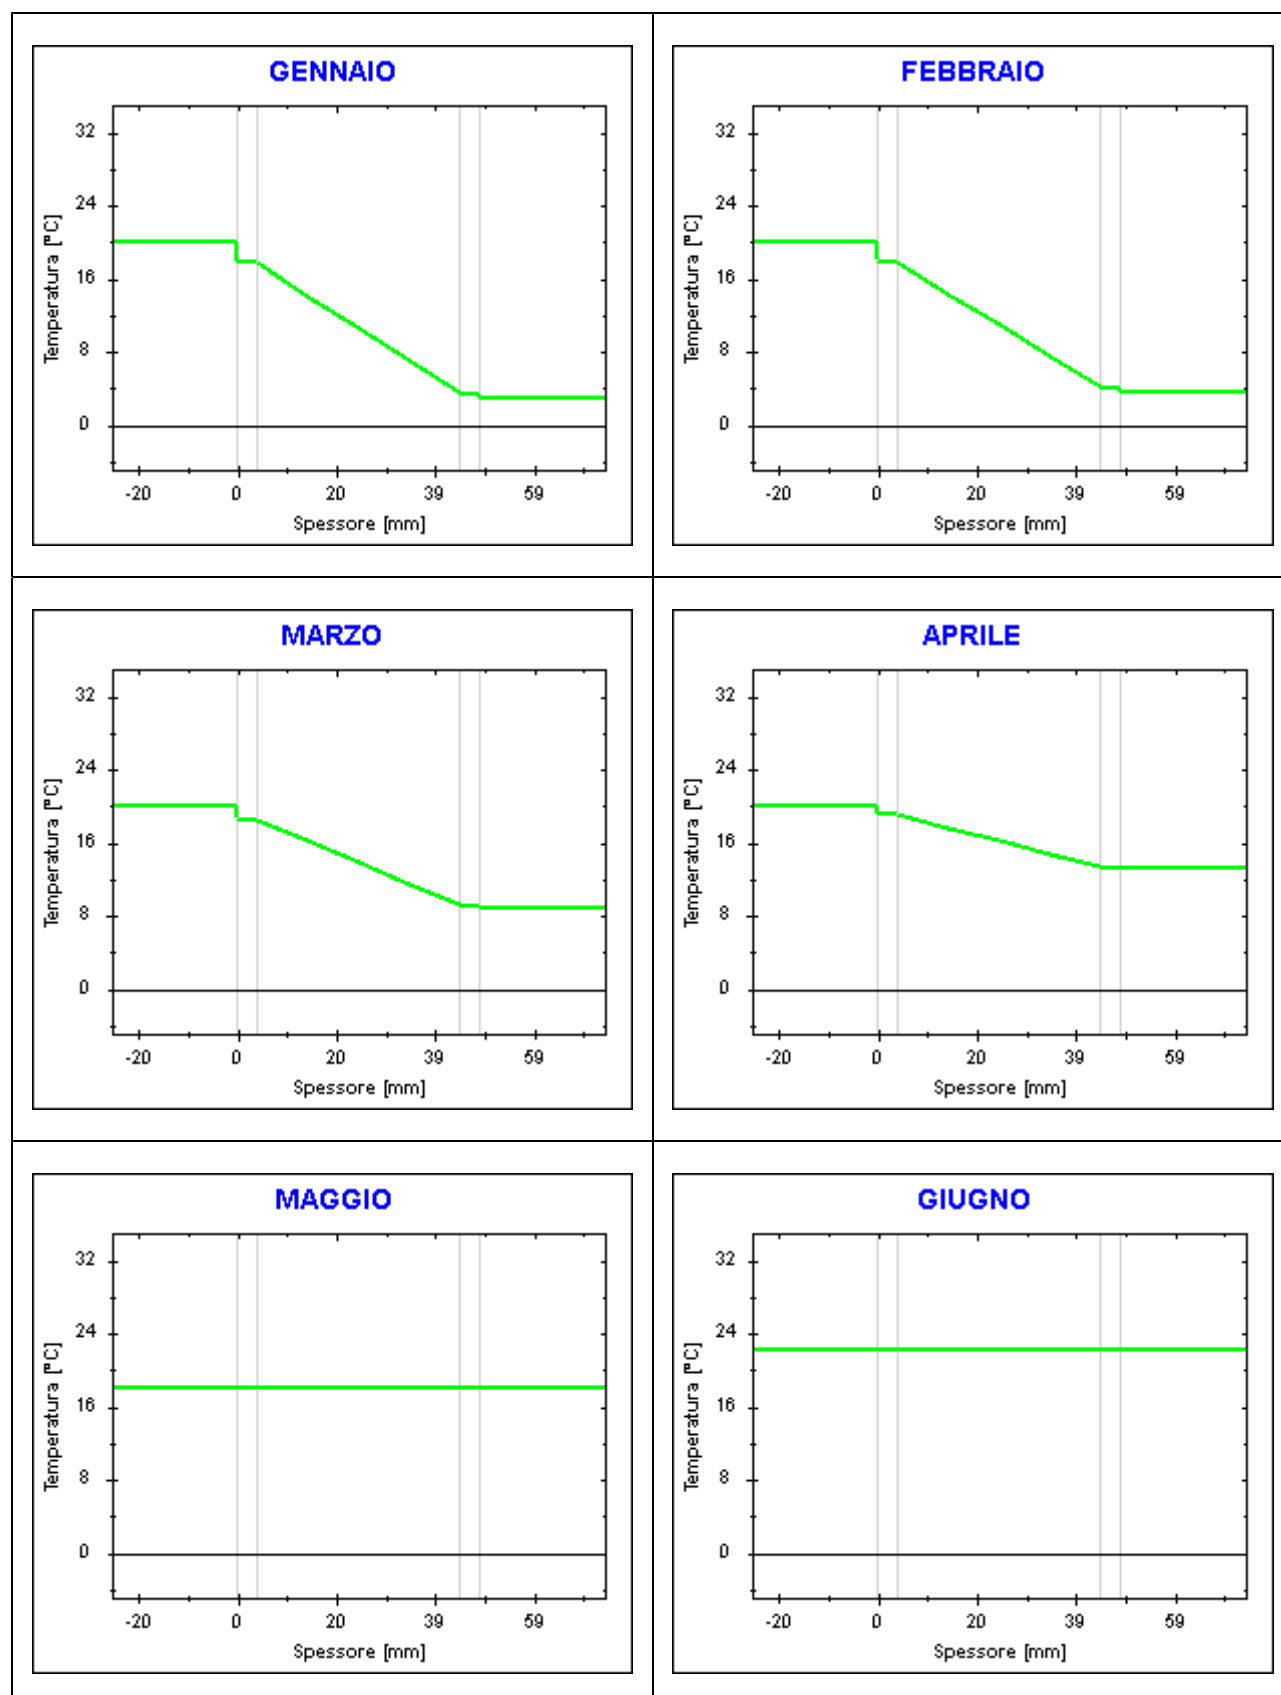 GENNAIO
32
24
16
8
0
Temperatura [°C]
-20 0 20 39 59
Spessore [mm]
FEBBRAIO
32
24
16
8
0
Temperatura [°C]
-20 0 20 39 59
Spessore [mm]
MARZO
32
24
16
8
0
Temperatura [°C]
-20 0 20 39 59
Spessore [mm]
APRILE
32
24
16
8
0
Temperatura [°C]
-20 0 20 39 59
Spessore [mm]
MAGGIO
32
24
16
8
0
Temperatura [°C]
-20 0 20 39 59
Spessore [mm]
GIUGNO
32
24
16
8
0
Temperatura [°C]
-20 0 20 39 59
Spessore [mm]